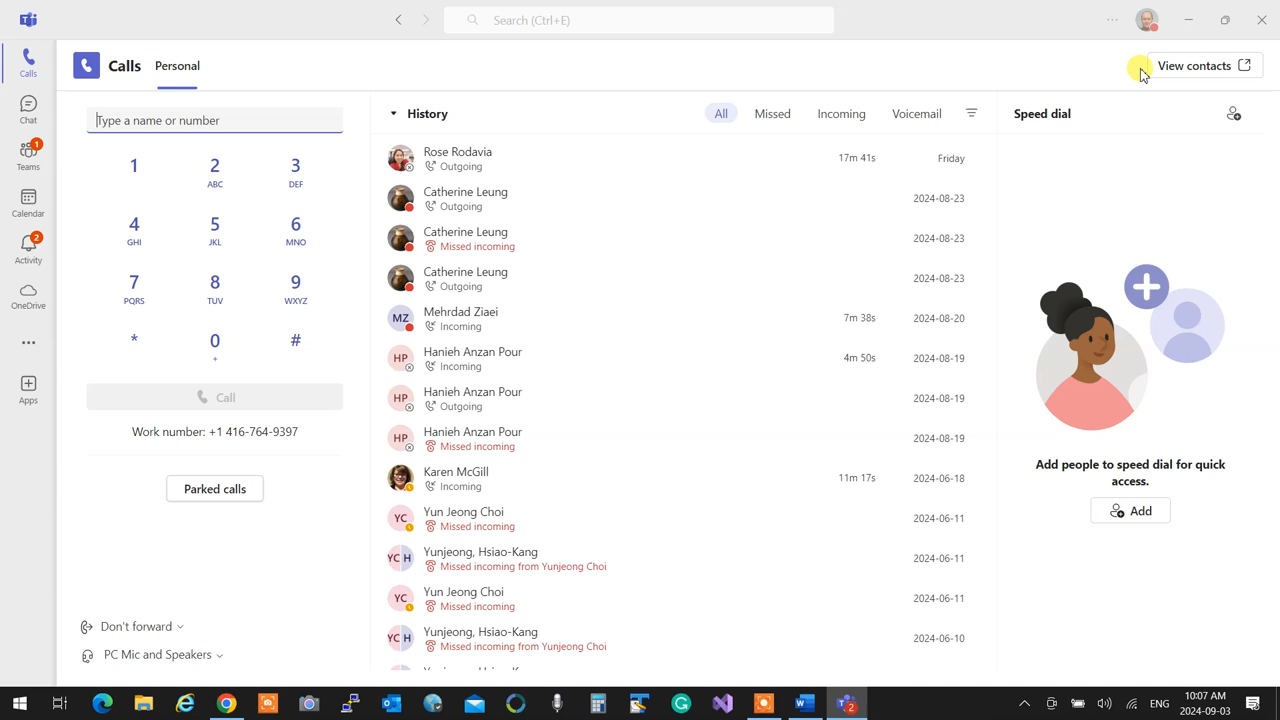 Search (Ctrl+E)
Calls
Chat
1
Teams
Calendar
2
Activity
OneDrive
Apps
Calls
Personal
View contacts
Type a name or number
1
2
ABC
3
DEF
4
GHI
5
JKL
6
MNO
7
PQRS
8
TUV
9
WXYZ
*
0
+
#
Call
Work number: +1 416-764-9397
Parked calls
Don't forward
PC Mic and Speakers
History
All
Missed
Incoming
Voicemail
Rose Rodavia
Outgoing
17m 41s
Friday
Catherine Leung
Outgoing
2024-08-23
Catherine Leung
Missed incoming
2024-08-23
Catherine Leung
Outgoing
2024-08-23
MZ
Mehrdad Ziaei
Incoming
7m 38s
2024-08-20
HP
Hanieh Anzan Pour
Incoming
4m 50s
2024-08-19
HP
Hanieh Anzan Pour
Outgoing
2024-08-19
HP
Hanieh Anzan Pour
Missed incoming
2024-08-19
Karen McGill
Incoming
11m 17s
2024-06-18
YC
Yun Jeong Choi
Missed incoming
2024-06-11
YC H
Yunjeong, Hsiao-Kang
Missed incoming from Yunjeong Choi
2024-06-11
YC
Yun Jeong Choi
Missed incoming
2024-06-11
YC H
Yunjeong, Hsiao-Kang
Missed incoming from Yunjeong Choi
2024-06-10
Speed dial
Add people to speed dial for quick
access.
Add
2
ENG
10:07 AM
2024-09-03